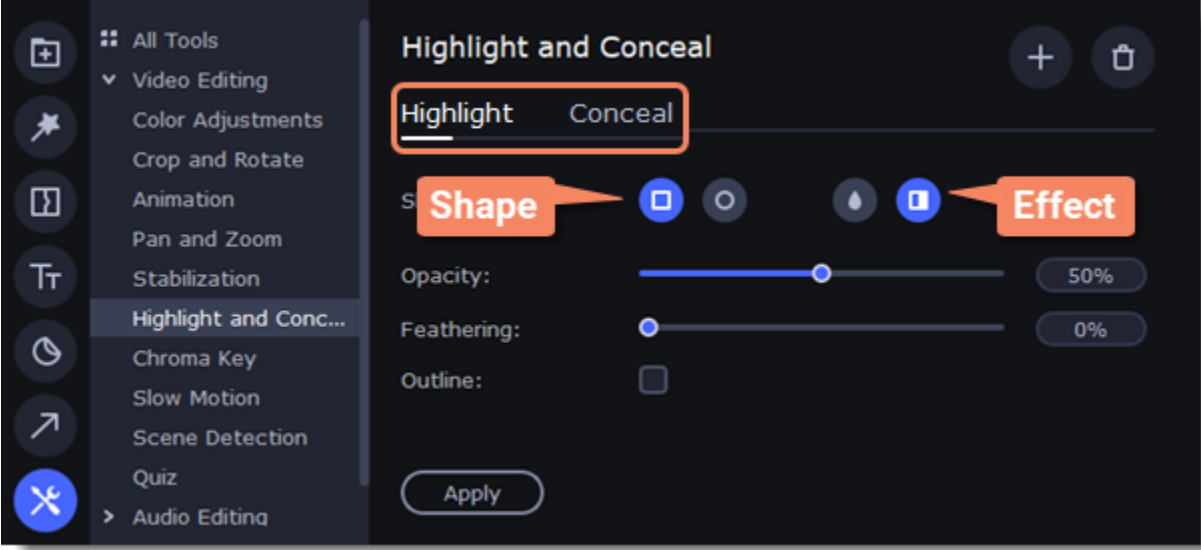 All Tools
Video Editing
Color Adjustments
Crop and Rotate
Animation
Pan and Zoom
Stabilization
Highlight and Conc...
Chroma Key
Slow Motion
Scene Detection
Quiz
Audio Editing
Highlight and Conceal
Highlight Conceal
Shape Effect
Opacity: 50%
Feathering: 0%
Outline:
Apply